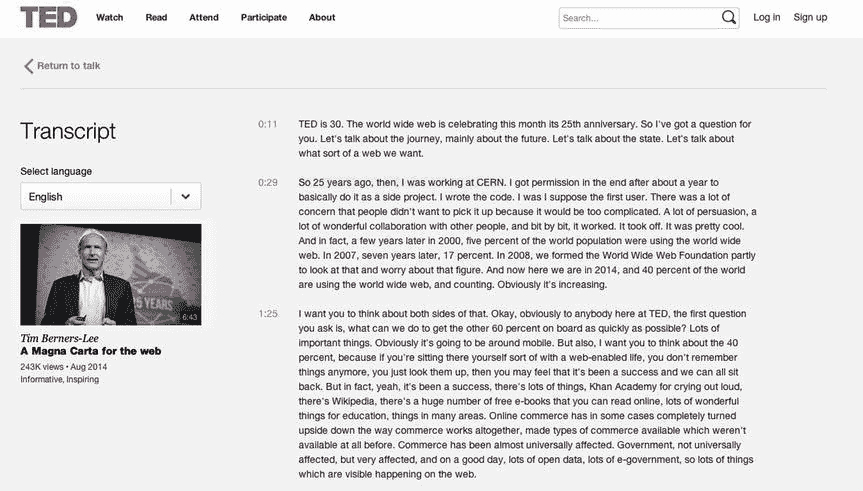 TED Watch Read Attend Participate About Search... Log in Sign up
Return to talk
Transcript
Select language
English
25 YEARS
6:43
Tim Berners-Lee
A Magna Carta for the web
243K views • Aug 2014
Informative, Inspiring
0:11 TED is 30. The world wide web is celebrating this month its 25th anniversary. So I've got a question for
you. Let's talk about the journey, mainly about the future. Let's talk about the state. Let's talk about
what sort of a web we want.
0:29 So 25 years ago, then, I was working at CERN. I got permission in the end after about a year to
basically do it as a side project. I wrote the code. I was I suppose the first user. There was a lot of
concern that people didn't want to pick it up because it would be too complicated. A lot of persuasion, a
lot of wonderful collaboration with other people, and bit by bit, it worked. It took off. It was pretty cool.
And in fact, a few years later in 2000, five percent of the world population were using the world wide
web. In 2007, seven years later, 17 percent. In 2008, we formed the World Wide Web Foundation partly
to look at that and worry about that figure. And now here we are in 2014, and 40 percent of the world
are using the world wide web, and counting. Obviously it's increasing.
1:25 I want you to think about both sides of that. Okay, obviously to anybody here at TED, the first question
you ask is, what can we do to get the other 60 percent on board as quickly as possible? Lots of
important things. Obviously it's going to be around mobile. But also, I want you to think about the 40
percent, because if you're sitting there yourself sort of with a web-enabled life, you don't remember
things anymore, you just look them up, then you may feel that it's been a success and we can all sit
back. But in fact, yeah, it's been a success, there's lots of things, Khan Academy for crying out loud,
there's Wikipedia, there's a huge number of free e-books that you can read online, lots of wonderful
things for education, things in many areas. Online commerce has in some cases completely turned
upside down the way commerce works altogether, made types of commerce available which weren't
available at all before. Commerce has been almost universally affected. Government, not universally
affected, but very affected, and on a good day, lots of open data, lots of e-government, so lots of things
which are visible happening on the web.